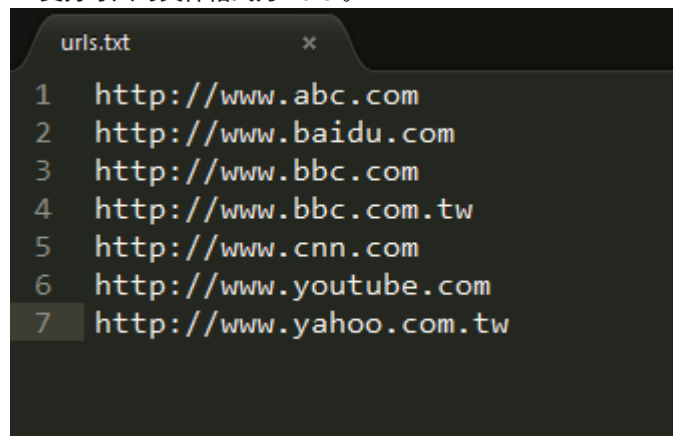 urls.txt ×
1 http://www.abc.com
2 http://www.baidu.com
3 http://www.bbc.com
4 http://www.bbc.com.tw
5 http://www.cnn.com
6 http://www.youtube.com
7 http://www.yahoo.com.tw